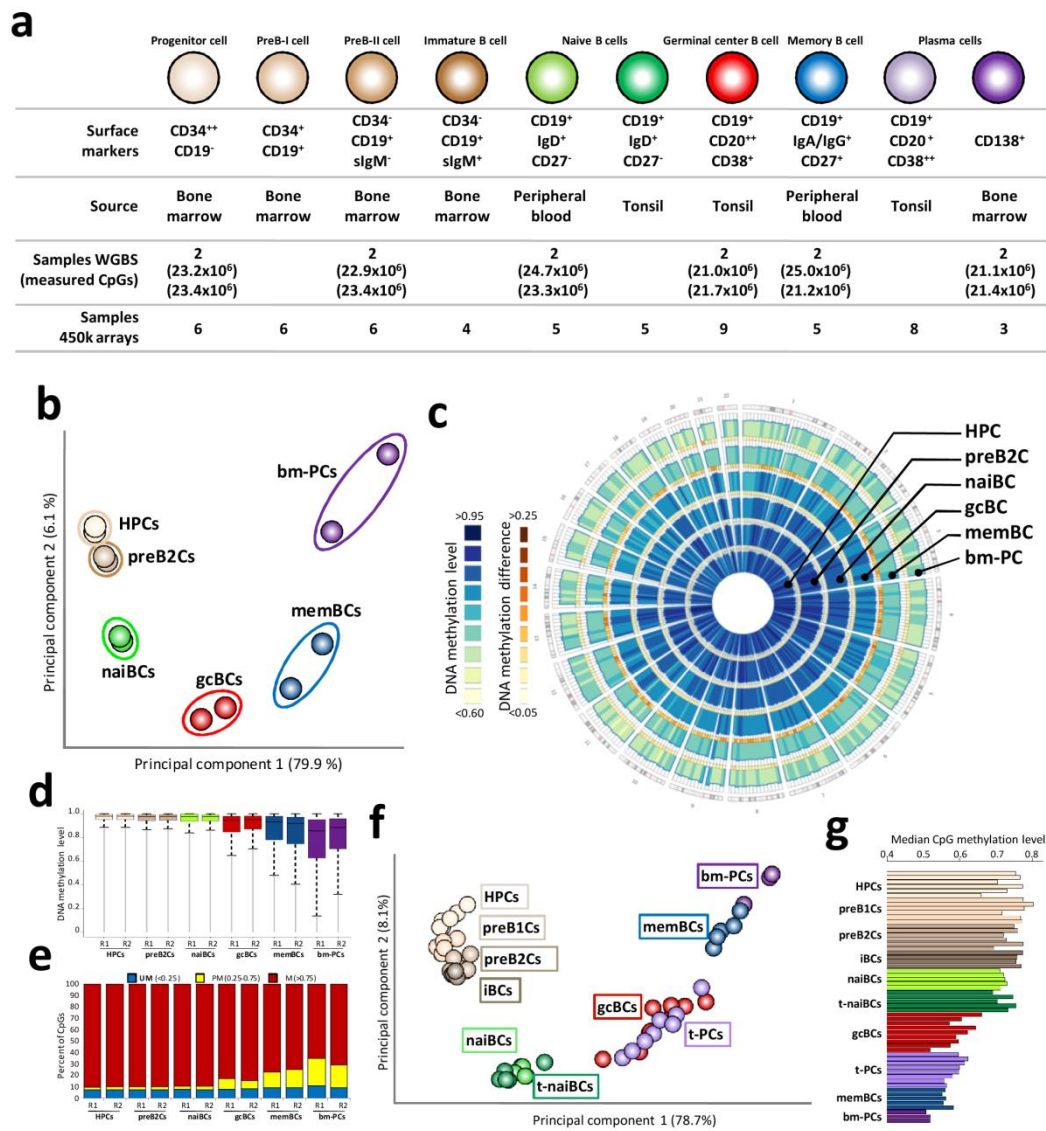 a
Progenitor cell PreB-I cell PreB-II cell Immature B cell Naive B cells Germinal center B cell Memory B cell Plasma cells
Surface markers
CD34++
CD19-
CD34+
CD19+
CD34-
CD19+
sIgM-
CD34-
CD19+
sIgM+
CD19+
IgD+
CD27-
CD19+
IgD+
CD27-
CD19+
CD20++
CD38+
CD19+
IgA/IgG+
CD27+
CD19+
CD20+
CD38++
CD138+
Source
Bone marrow
Bone marrow
Bone marrow
Bone marrow
Peripheral blood
Tonsil
Tonsil
Peripheral blood
Tonsil
Bone marrow
Samples WGBS
(measured CpGs)
2
(23.2x10⁶)
(23.4x10⁶)
2
(22.9x10⁶)
(23.4x10⁶)
2
(24.7x10⁶)
(23.3x10⁶)
2
(21.0x10⁶)
(21.7x10⁶)
2
(25.0x10⁶)
(21.2x10⁶)
2
(21.1x10⁶)
(21.4x10⁶)
Samples
450k arrays
6 6 6 4 5 5 9 5 8 3
b
Principal component 2 (6.1 %)
bm-PCs
HPCs
preB2Cs
memBCs
naiBCs
gcBCs
Principal component 1 (79.9 %)
c
HPC
preB2C
naiBC
gcBC
memBC
bm-PC
>0.95
DNA methylation level
<0.60
>0.25
DNA methylation difference
<0.05
d
DNA methylation level
1.0
0.8
0.6
0.4
0.2
0
R1 R2 R1 R2 R1 R2 R1 R2 R1 R2 R1 R2
HPCs preB2Cs naiBCs gcBCs memBCs bm-PCs
e
UM (<0.25) PM (0.25-0.75) M (>0.75)
Percent of CpGs
100
90
80
70
60
50
40
30
20
10
0
R1 R2 R1 R2 R1 R2 R1 R2 R1 R2 R1 R2
HPCs preB2Cs naiBCs gcBCs memBCs bm-PCs
f
Principal component 2 (8.1%)
bm-PCs
HPCs
preB1Cs
memBCs
preB2Cs
iBCs
gcBCs
t-PCs
naiBCs
t-naiBCs
Principal component 1 (78.7%)
g
Median CpG methylation level
0.4 0.5 0.6 0.7 0.8
HPCs
preB1Cs
preB2Cs
iBCs
naiBCs
t-naiBCs
gcBCs
t-PCs
memBCs
bm-PCs